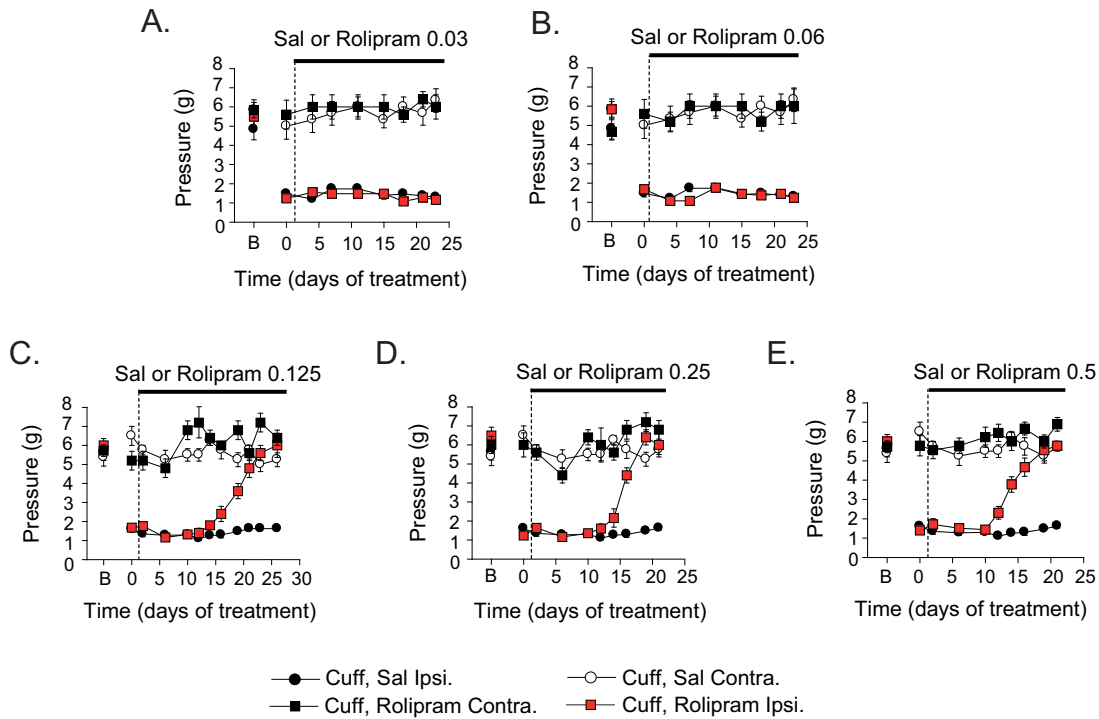 A.
Sal or Rolipram 0.03
8
7
6
5
4
3
2
1
0
Pressure (g)
B 0 5 10 15 20 25
Time (days of treatment)
B.
Sal or Rolipram 0.06
8
7
6
5
4
3
2
1
0
Pressure (g)
B 0 5 10 15 20 25
Time (days of treatment)
C.
Sal or Rolipram 0.125
8
7
6
5
4
3
2
1
0
Pressure (g)
B 0 5 10 15 20 25 30
Time (days of treatment)
D.
Sal or Rolipram 0.25
8
7
6
5
4
3
2
1
0
Pressure (g)
B 0 5 10 15 20 25
Time (days of treatment)
E.
Sal or Rolipram 0.5
8
7
6
5
4
3
2
1
0
Pressure (g)
B 0 5 10 15 20 25
Time (days of treatment)
Cuff, Sal Ipsi. Cuff, Sal Contra.
Cuff, Rolipram Contra. Cuff, Rolipram Ipsi.